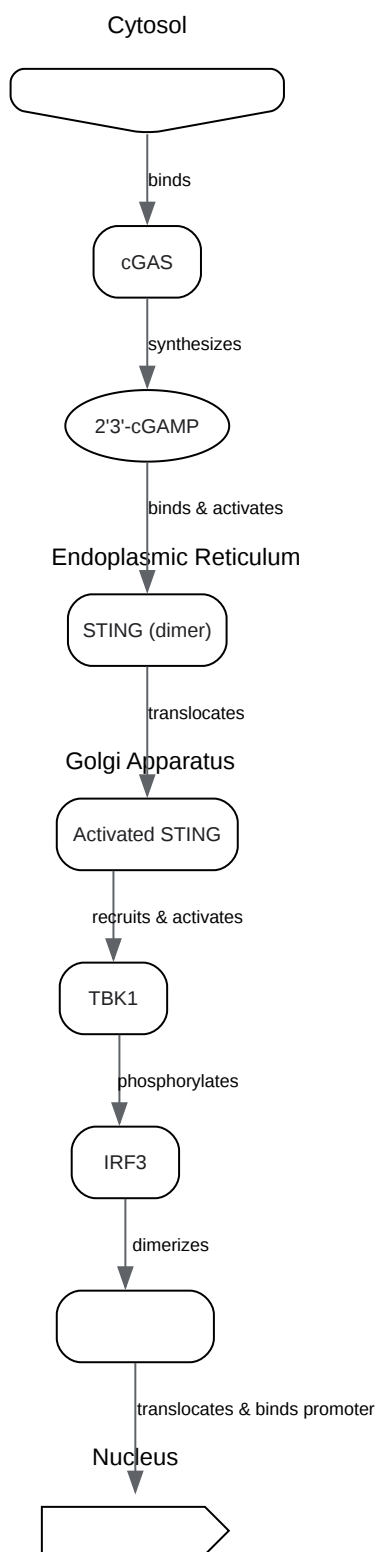 Cytosol
binds
cGAS
synthesizes
2'3'-cGAMP
binds & activates
Endoplasmic Reticulum
STING (dimer)
translocates
Golgi Apparatus
Activated STING
recruits & activates
TBK1
phosphorylates
IRF3
dimerizes
translocates & binds promoter
Nucleus